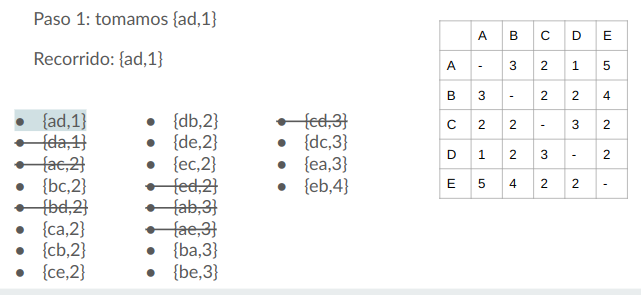 Paso 1: tomamos {ad,1}
Recorrido: {ad,1}
● {ad,1}
● {da,1}
● {ac,2}
● {bc,2}
● {bd,2}
● {ca,2}
● {cb,2}
● {ce,2}
● {db,2}
● {de,2}
● {ec,2}
● {ed,2}
● {ab,3}
● {ae,3}
● {ba,3}
● {be,3}
● {cd,3}
● {dc,3}
● {ea,3}
● {eb,4}
A B C D E
A - 3 2 1 5
B 3 - 2 2 4
C 2 2 - 3 2
D 1 2 3 - 2
E 5 4 2 2 -